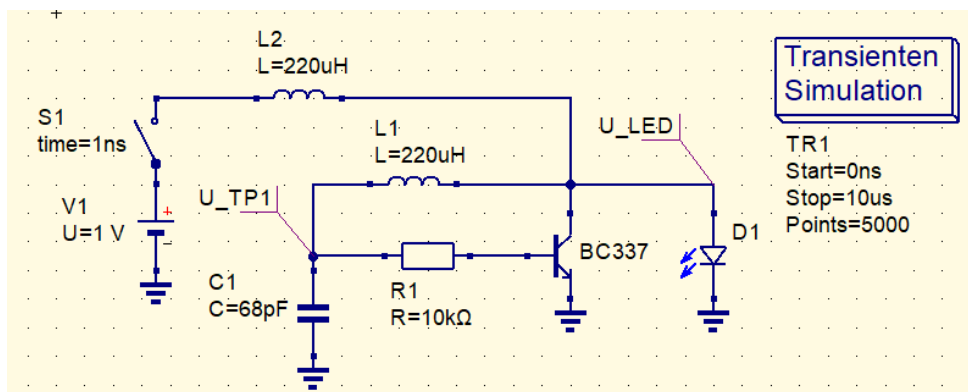 L2
L=220uH
Transienten
Simulation
S1
time=1ns
L1
L=220uH
U_LED
TR1
Start=0ns
Stop=10us
Points=5000
U_TP1
V1
U=1 V
+
-
BC337
D1
C1
C=68pF
R1
R=10kΩ